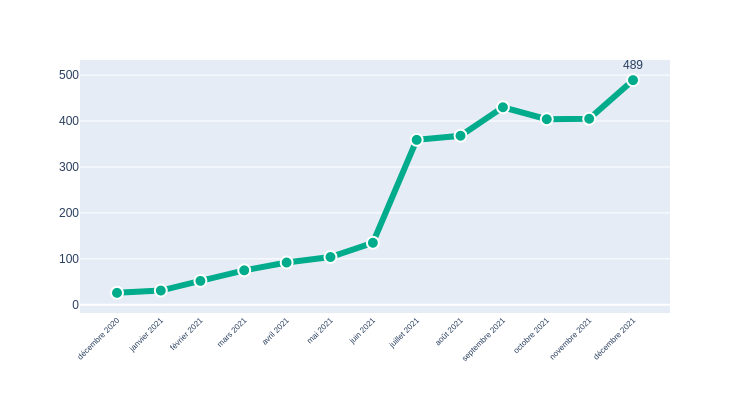 489
500
400
300
200
100
0
décembre 2020
janvier 2021
février 2021
mars 2021
avril 2021
mai 2021
juin 2021
juillet 2021
août 2021
septembre 2021
octobre 2021
novembre 2021
décembre 2021